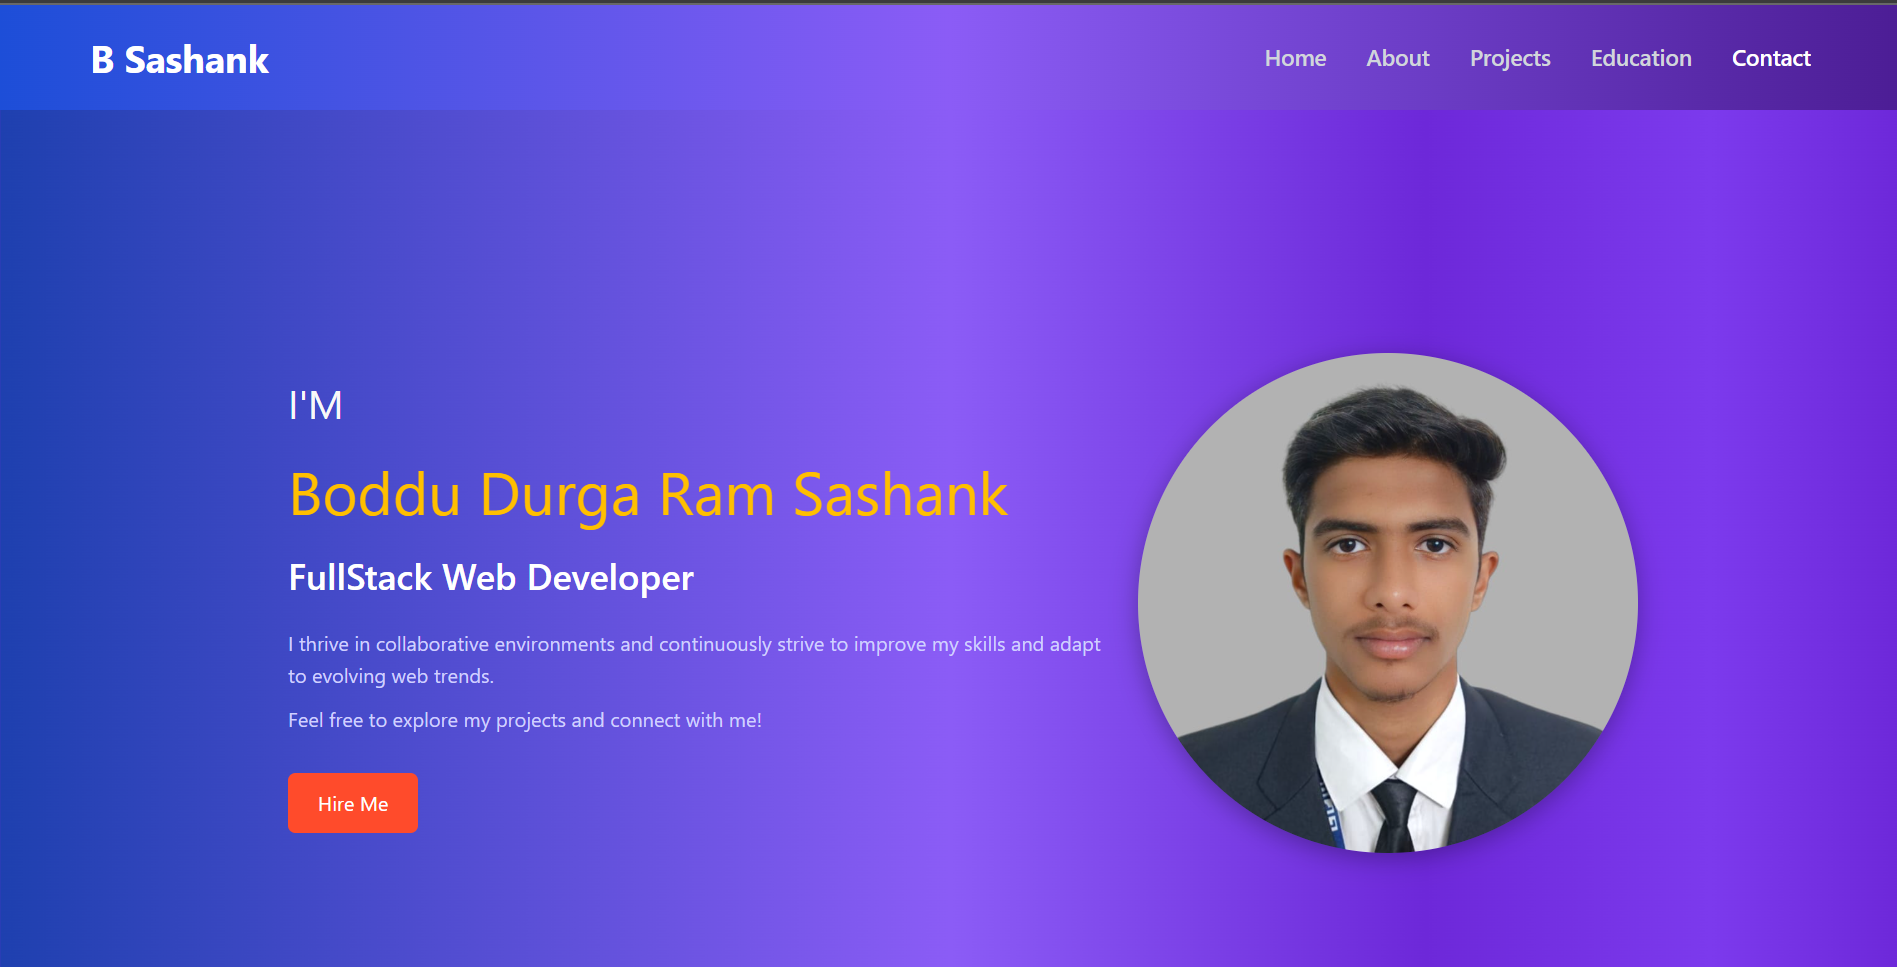 B Sashank
Home About Projects Education Contact
I'M
Boddu Durga Ram Sashank
FullStack Web Developer
I thrive in collaborative environments and continuously strive to improve my skills and adapt
to evolving web trends.
Feel free to explore my projects and connect with me!
Hire Me